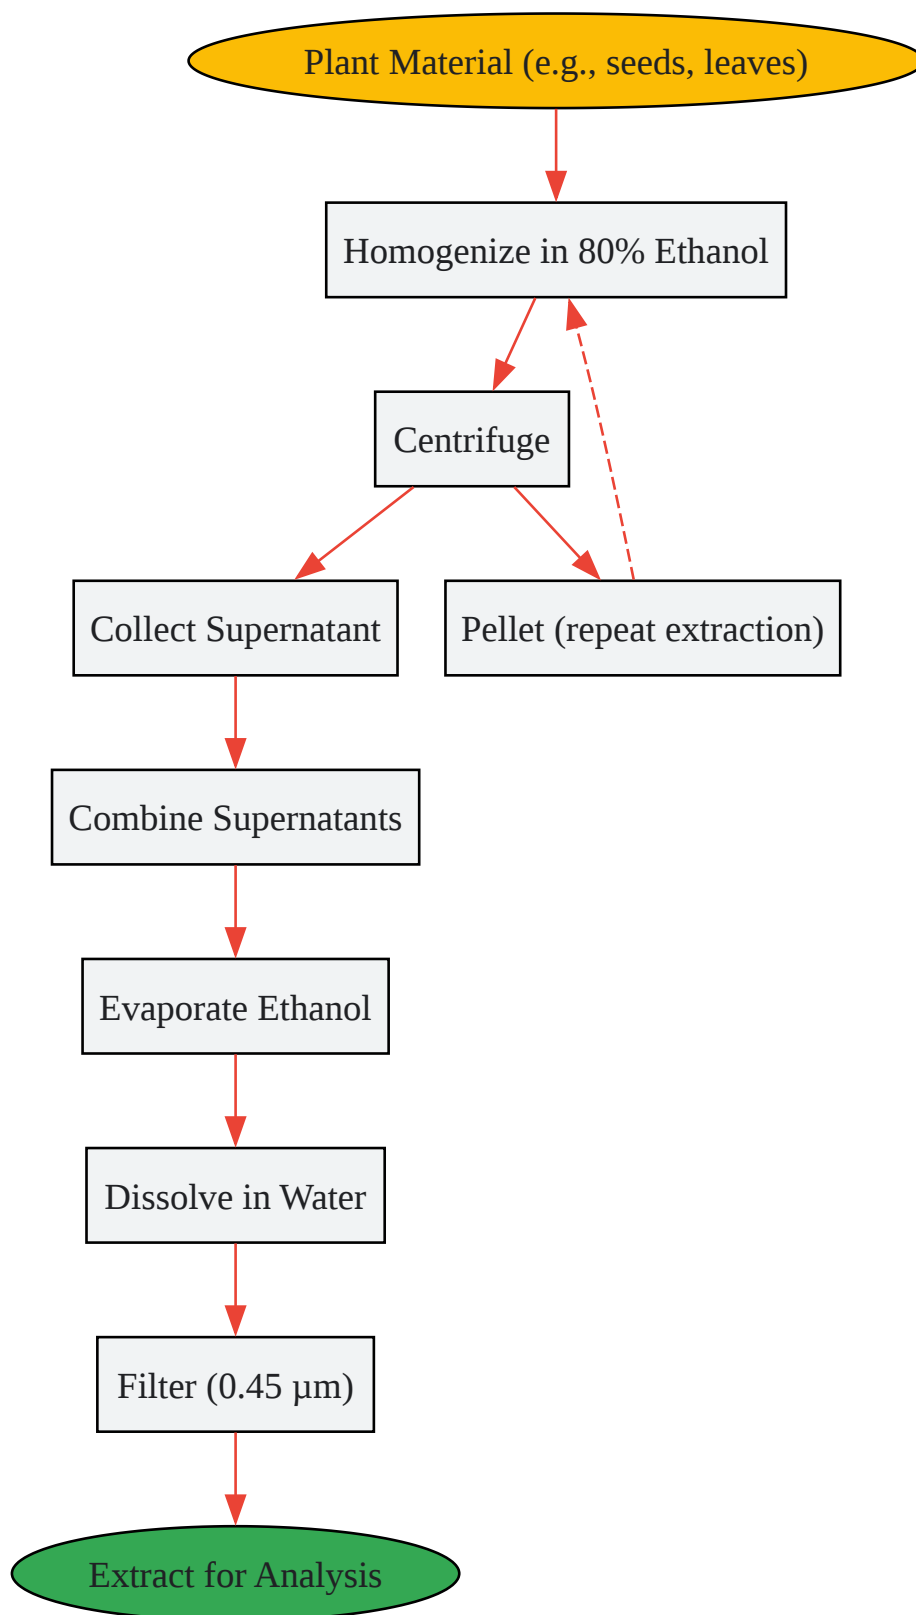 Plant Material (e.g., seeds, leaves)
Homogenize in 80% Ethanol
Centrifuge
Collect Supernatant
Pellet (repeat extraction)
Combine Supernatants
Evaporate Ethanol
Dissolve in Water
Filter (0.45 µm)
Extract for Analysis